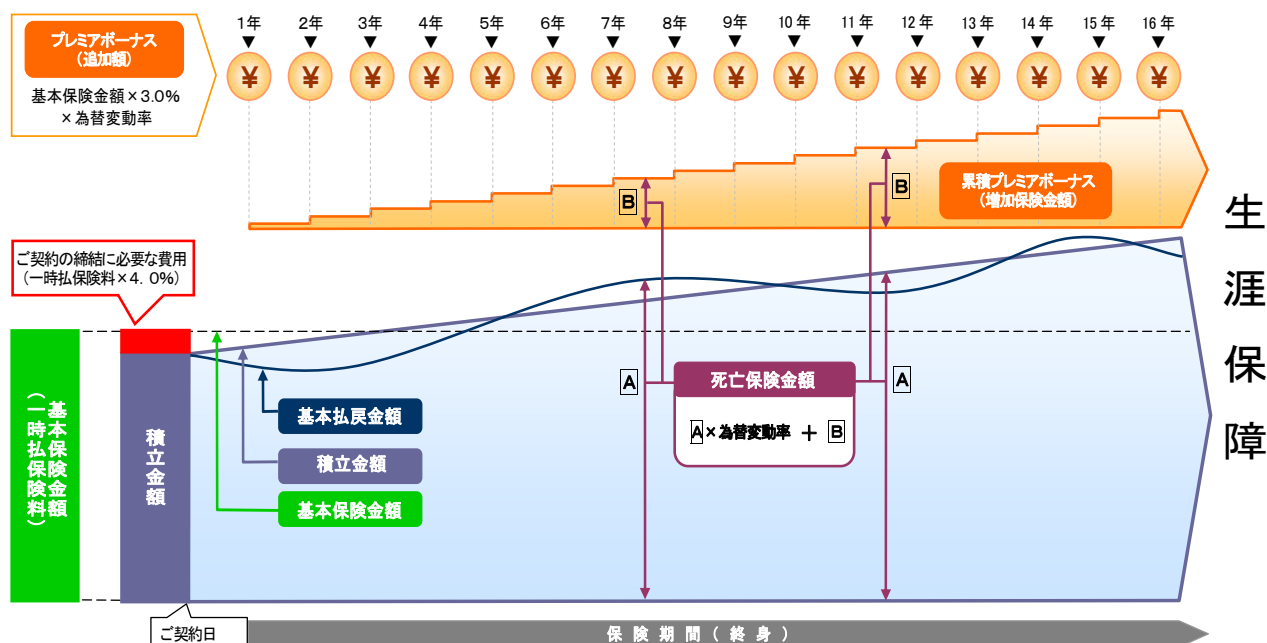 プレミアボーナス
（追加額）
基本保険金額×3.0%
×為替変動率
1年 2年 3年 4年 5年 6年 7年 8年 9年 10年 11年 12年 13年 14年 15年 16年
¥ ¥ ¥ ¥ ¥ ¥ ¥ ¥ ¥ ¥ ¥ ¥ ¥ ¥ ¥ ¥
B
B
累積プレミアボーナス
（増加保険金額）
ご契約の締結に必要な費用
（一時払保険料×4.0%）
基本保険金額
（一時払保険料）
積立金額
基本払戻金額
積立金額
基本保険金額
A
死亡保険金額
A×為替変動率 ＋ B
A
生涯保障
ご契約日
保険期間（終身）